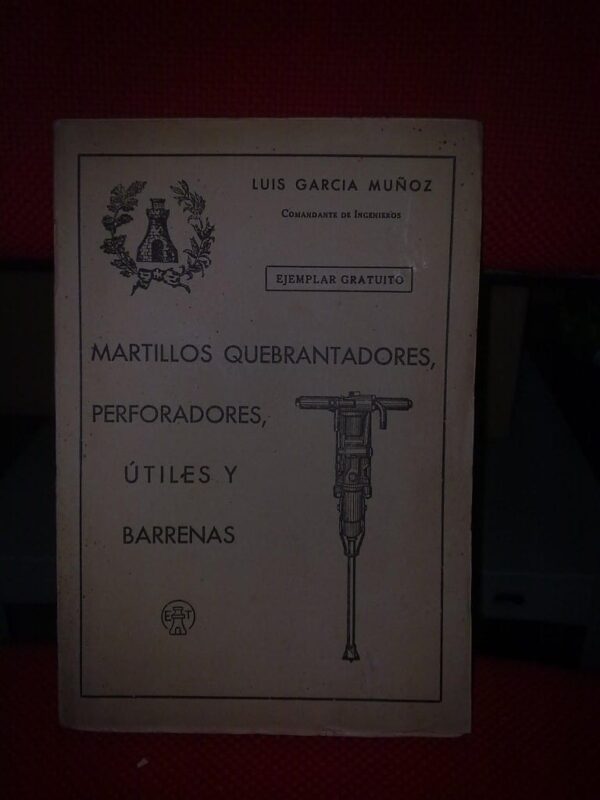 LUIS GARCIA MUÑOZ
COMANDANTE DE INGENIEROS
EJEMPLAR GRATUITO
MARTILLOS QUEBRANTADORES,
PERFORADORES,
ÚTILES Y
BARRENAS
E T